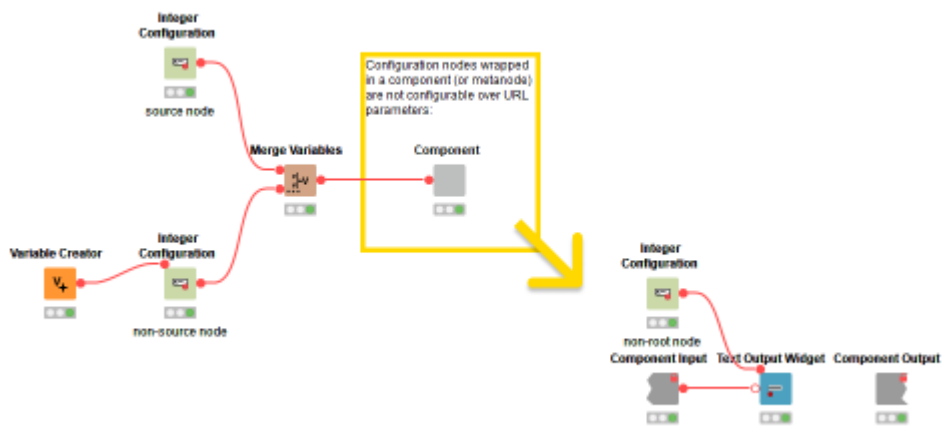 Integer
Configuration
source node
Configuration nodes wrapped
in a component (or metanode)
are not configurable over URL
parameters:
Merge Variables
Component
Variable Creator
Integer
Configuration
non-source node
Integer
Configuration
non-root node
Component Input
Text Output Widget
Component Output